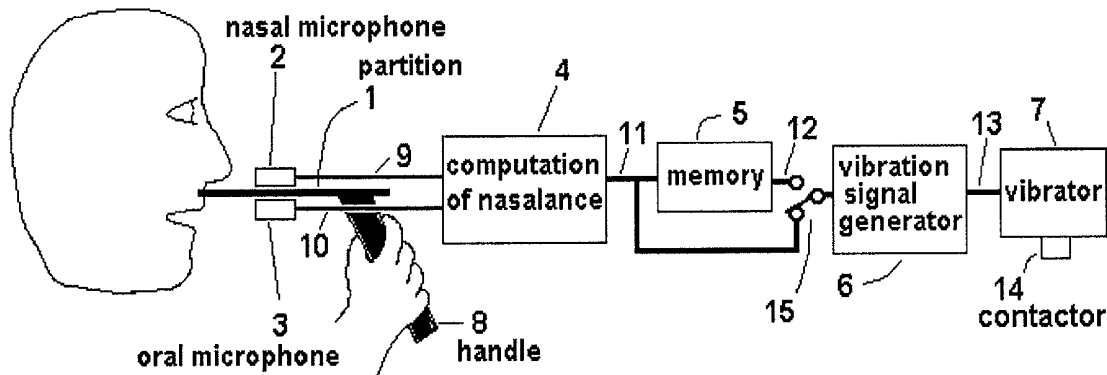 nasal microphone
2
partition
1
9
4
computation
of nasalance
11
5
memory
12
vibration
signal
generator
13
7
vibrator
10
3
oral microphone
8
handle
15
6
14
contactor